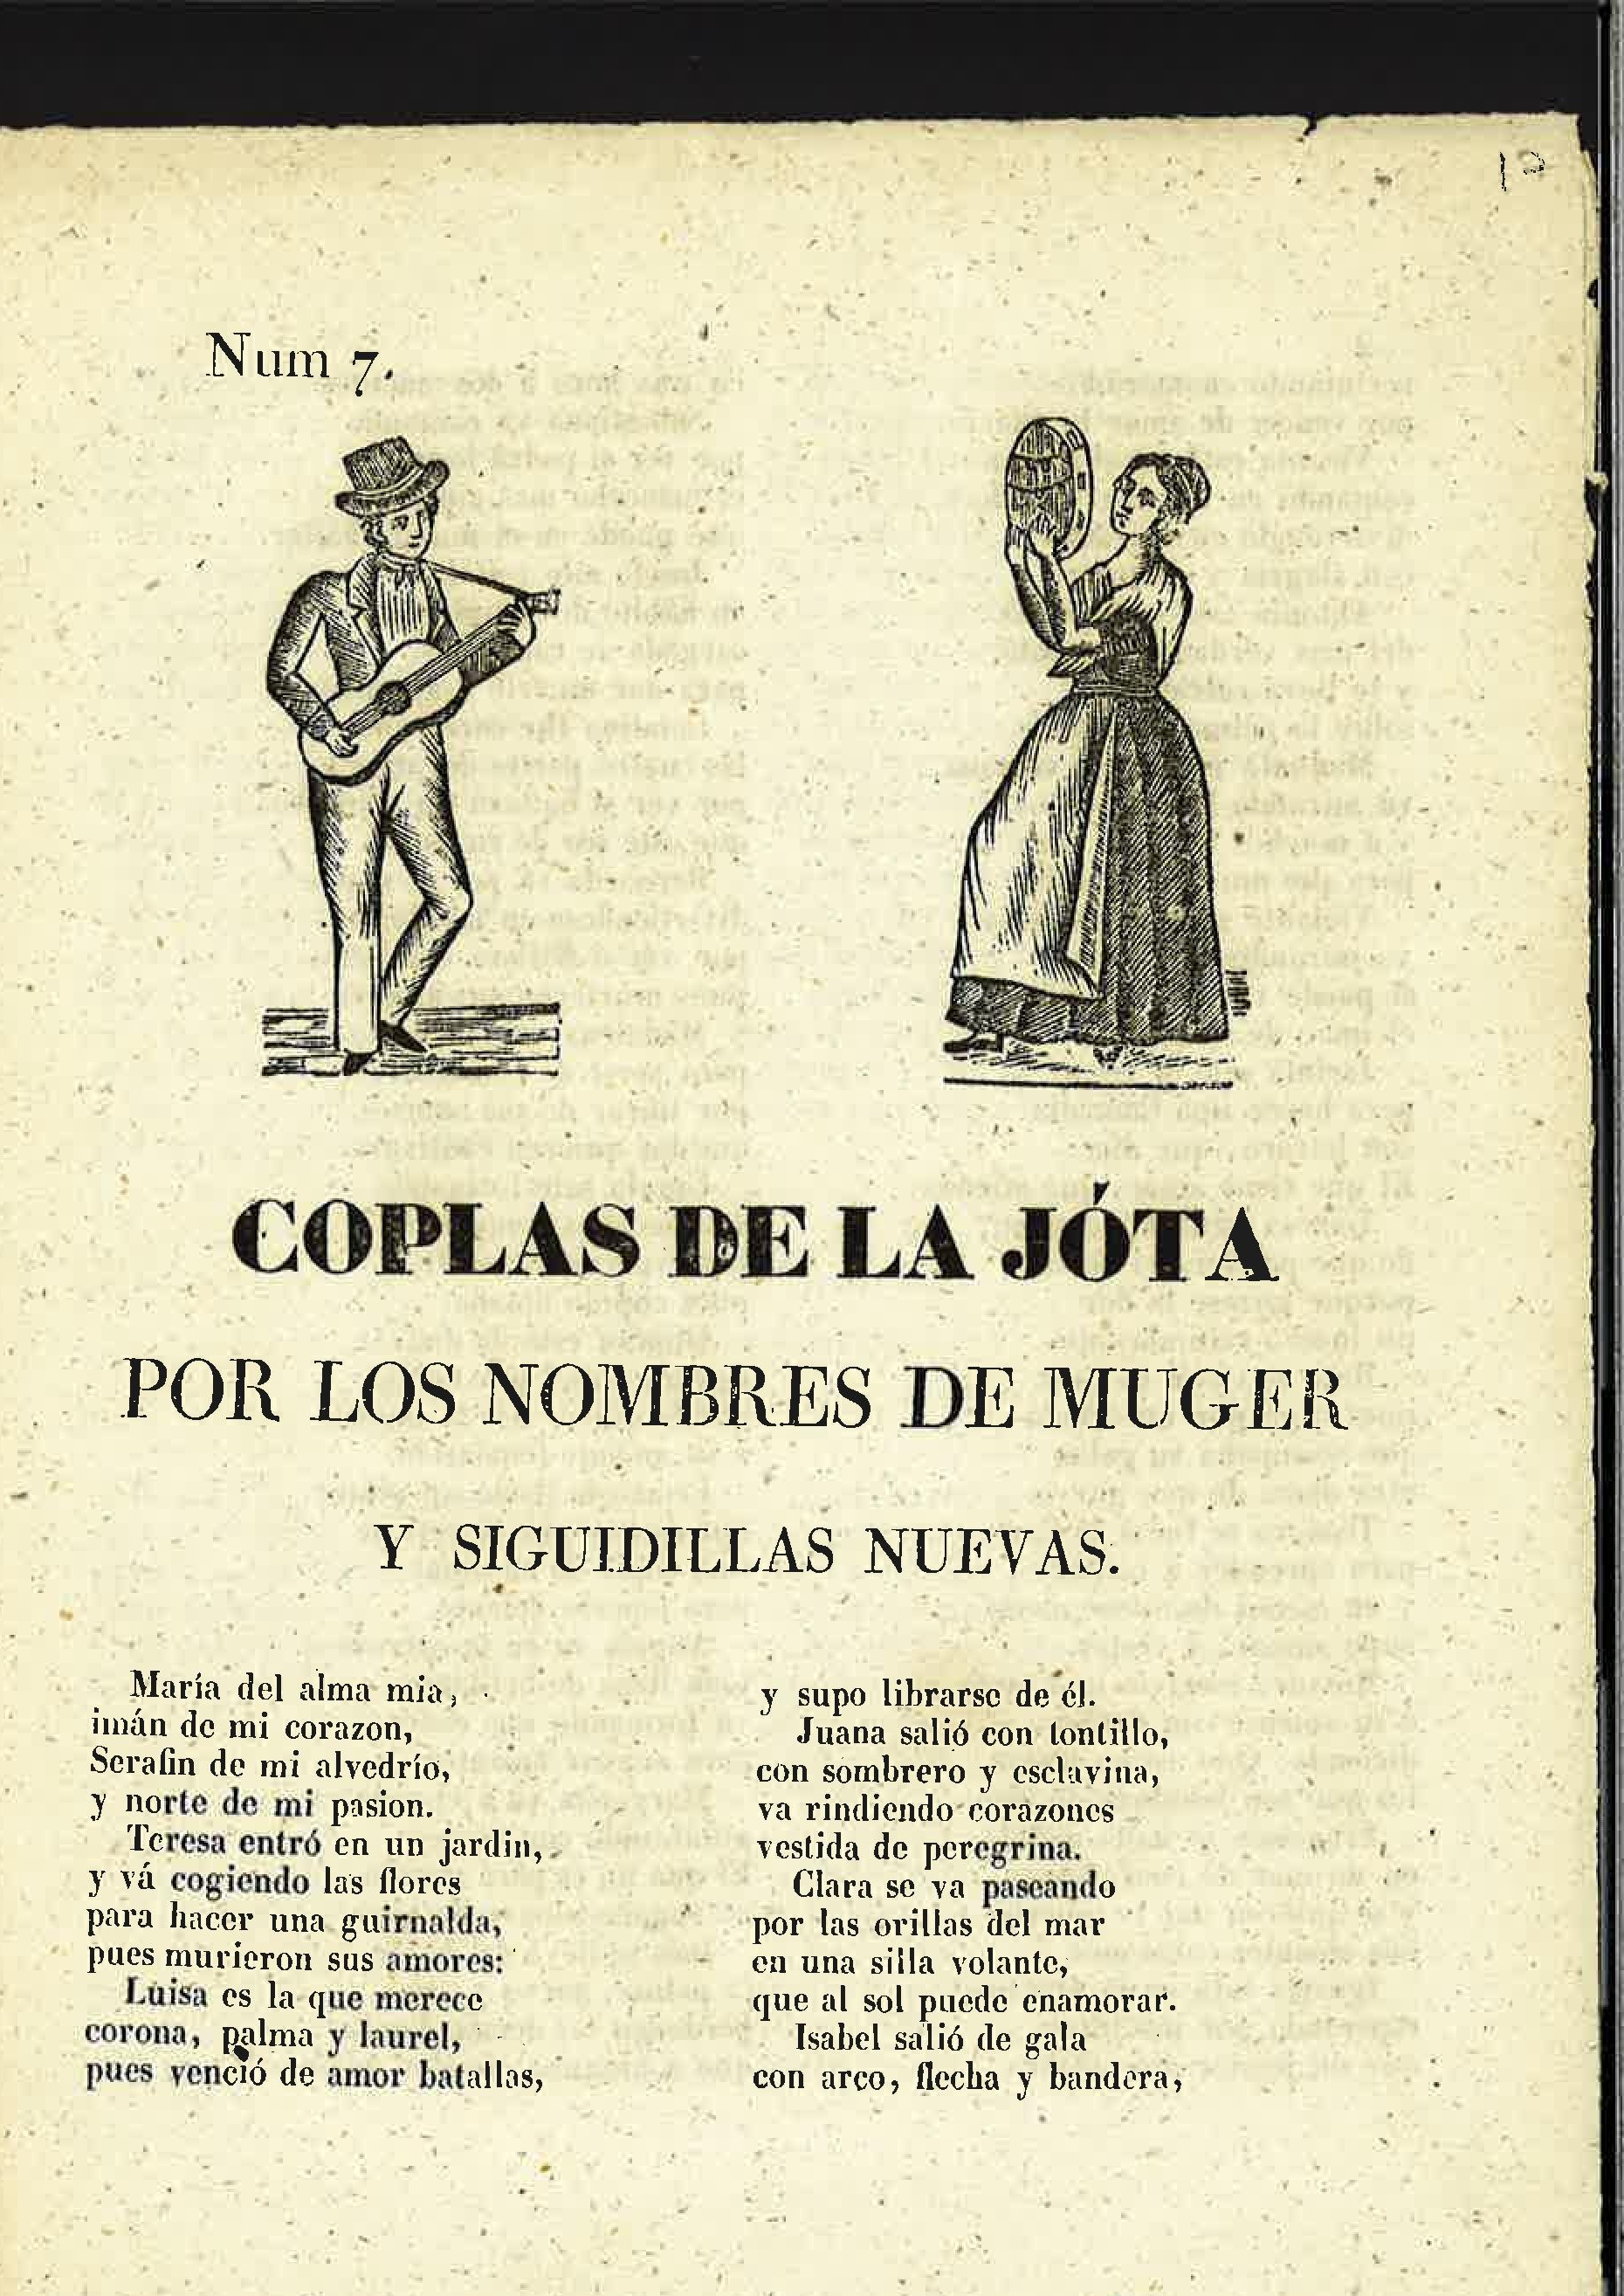 10
Num 7.
COPLAS DE LA JÓTA
POR LOS NOMBRES DE MUGER
Y SIGUIDILLAS NUEVAS.
María del alma mia,
imán de mi corazon,
Serafin de mi alvedrío,
y norte de mi pasion.
Teresa entró en un jardin,
y vá cogiendo las flores
para hacer una guirnalda,
pues murieron sus amores:
Luisa es la que merece
corona, palma y laurel,
pues venció de amor batallas,
y supo librarse de él.
Juana salió con tontillo,
con sombrero y esclavina,
va rindiendo corazones
vestida de peregrina.
Clara se va paseando
por las orillas del mar
en una silla volante,
que al sol puede enamorar.
Isabel salió de gala
con arco, flecha y bandera,